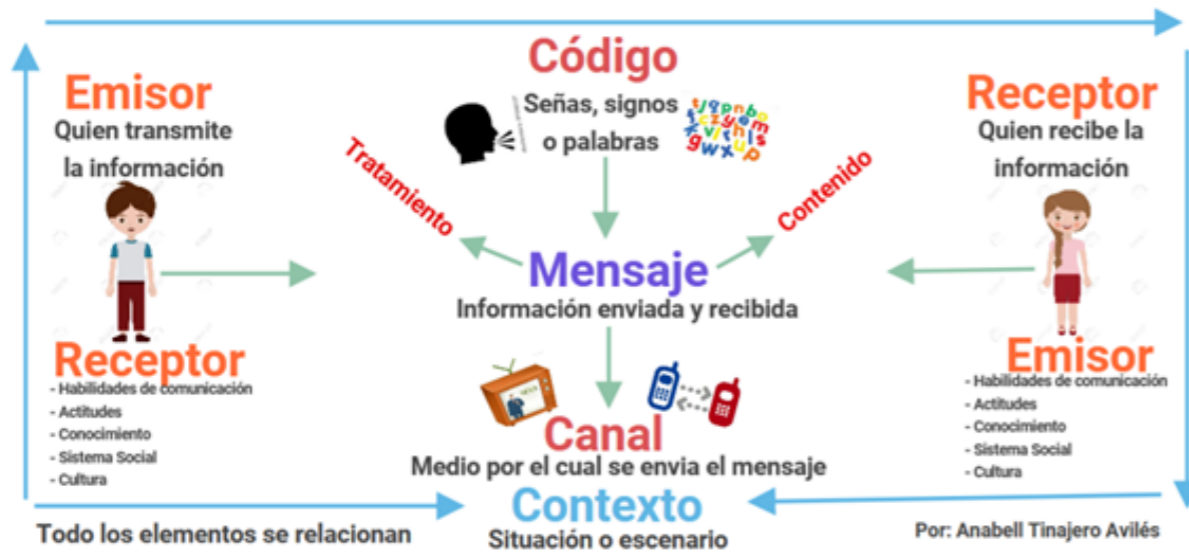 Código
Emisor
Quien transmite
la información
Señas, signos
o palabras
Receptor
Quien recibe la
información
Tratamiento
Contenido
Mensaje
Información enviada y recibida
Receptor
- Habilidades de comunicación
- Actitudes
- Conocimiento
- Sistema Social
- Cultura
Emisor
- Habilidades de comunicación
- Actitudes
- Conocimiento
- Sistema Social
- Cultura
Canal
Medio por el cual se envia el mensaje
Contexto
Situación o escenario
Todo los elementos se relacionan
Por: Anabell Tinajero Avilés